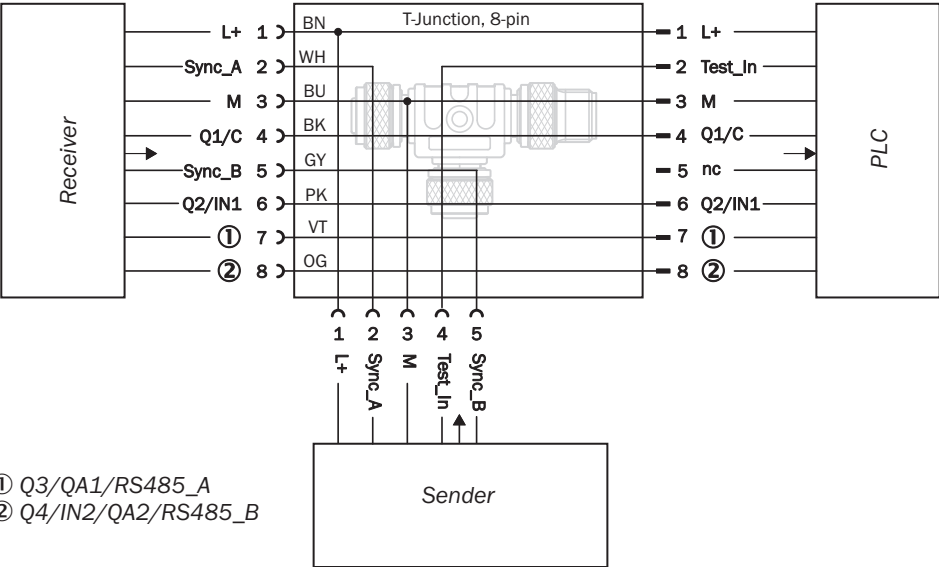 T-Junction, 8-pin
L+ 1 BN 1 L+
Sync_A 2 WH 2 Test_In
M 3 BU 3 M
Q1/C 4 BK 4 Q1/C
Sync_B 5 GY 5 nc
Q2/IN1 6 PK 6 Q2/IN1
① 7 VT 7 ①
② 8 OG 8 ②
Receiver
PLC
1 2 3 4 5
L+ Sync_A M Test_In Sync_B
Sender
① Q3/QA1/RS485_A
② Q4/IN2/QA2/RS485_B